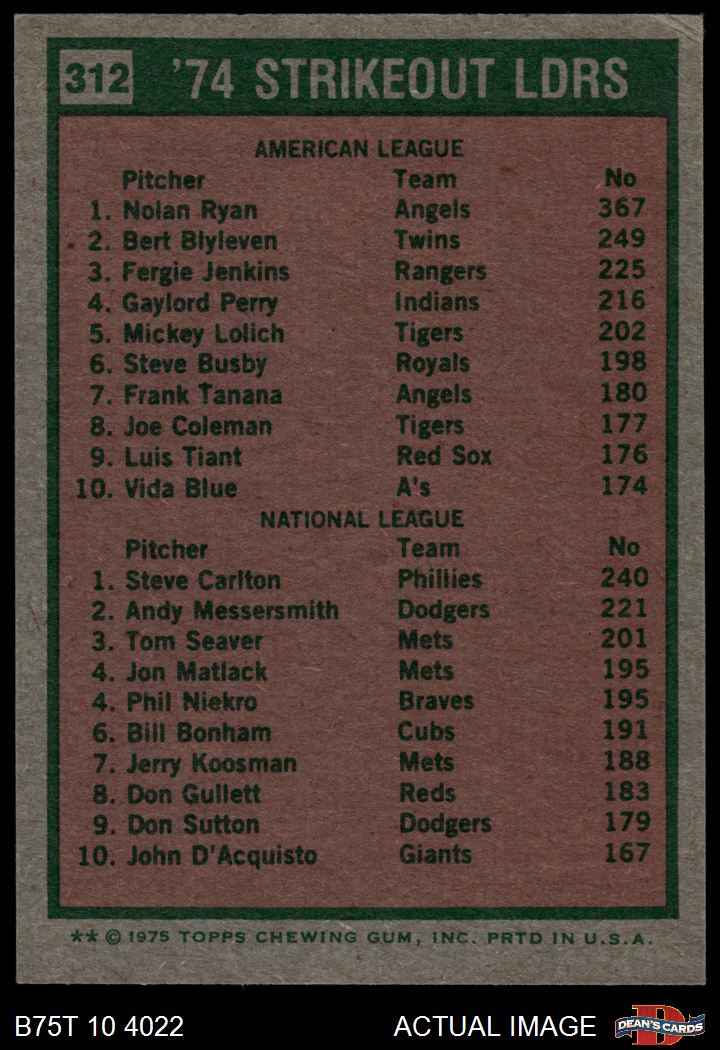 312 '74 STRIKEOUT LDRS
AMERICAN LEAGUE
Pitcher Team No
1. Nolan Ryan Angels 367
2. Bert Blyleven Twins 249
3. Fergie Jenkins Rangers 225
4. Gaylord Perry Indians 216
5. Mickey Lolich Tigers 202
6. Steve Busby Royals 198
7. Frank Tanana Angels 180
8. Joe Coleman Tigers 177
9. Luis Tiant Red Sox 176
10. Vida Blue A's 174
NATIONAL LEAGUE
Pitcher Team No
1. Steve Carlton Phillies 240
2. Andy Messersmith Dodgers 221
3. Tom Seaver Mets 201
4. Jon Matlack Mets 195
4. Phil Niekro Braves 195
6. Bill Bonham Cubs 191
7. Jerry Koosman Mets 188
8. Don Gullett Reds 183
9. Don Sutton Dodgers 179
10. John D'Acquisto Giants 167
** © 1975 TOPPS CHEWING GUM, INC. PRTD IN U.S.A.
B75T 10 4022 ACTUAL IMAGE D DEAN'S CARDS